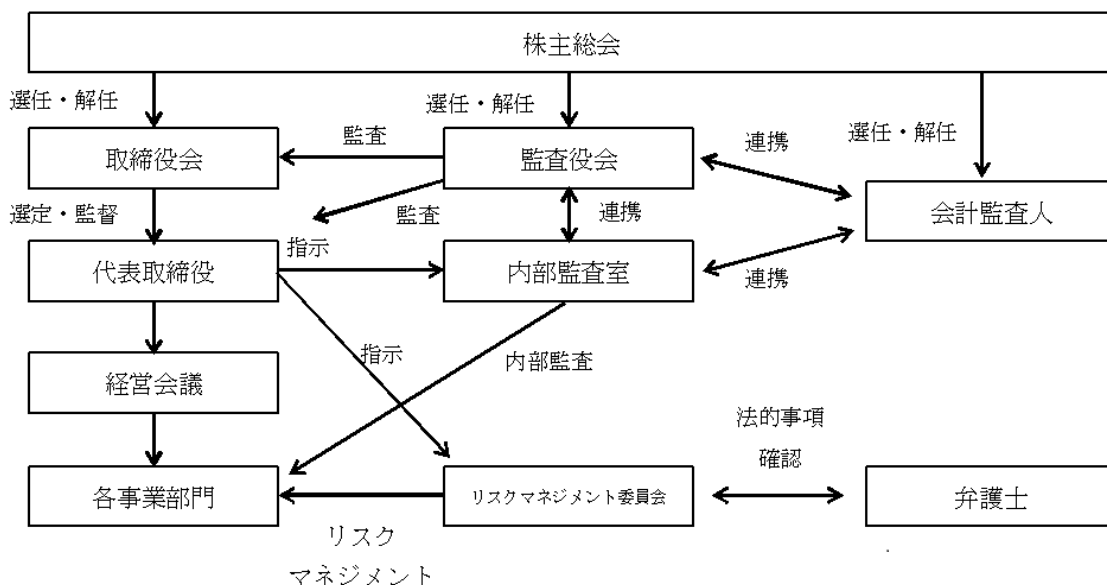 株主総会
選任・解任
選任・解任
選任・解任
取締役会
監査
監査役会
連携
会計監査人
選定・監督
監査
連携
代表取締役
指示
内部監査室
連携
経営会議
指示
内部監査
法的事項
確認
各事業部門
リスクマネジメント委員会
弁護士
リスク
マネジメント